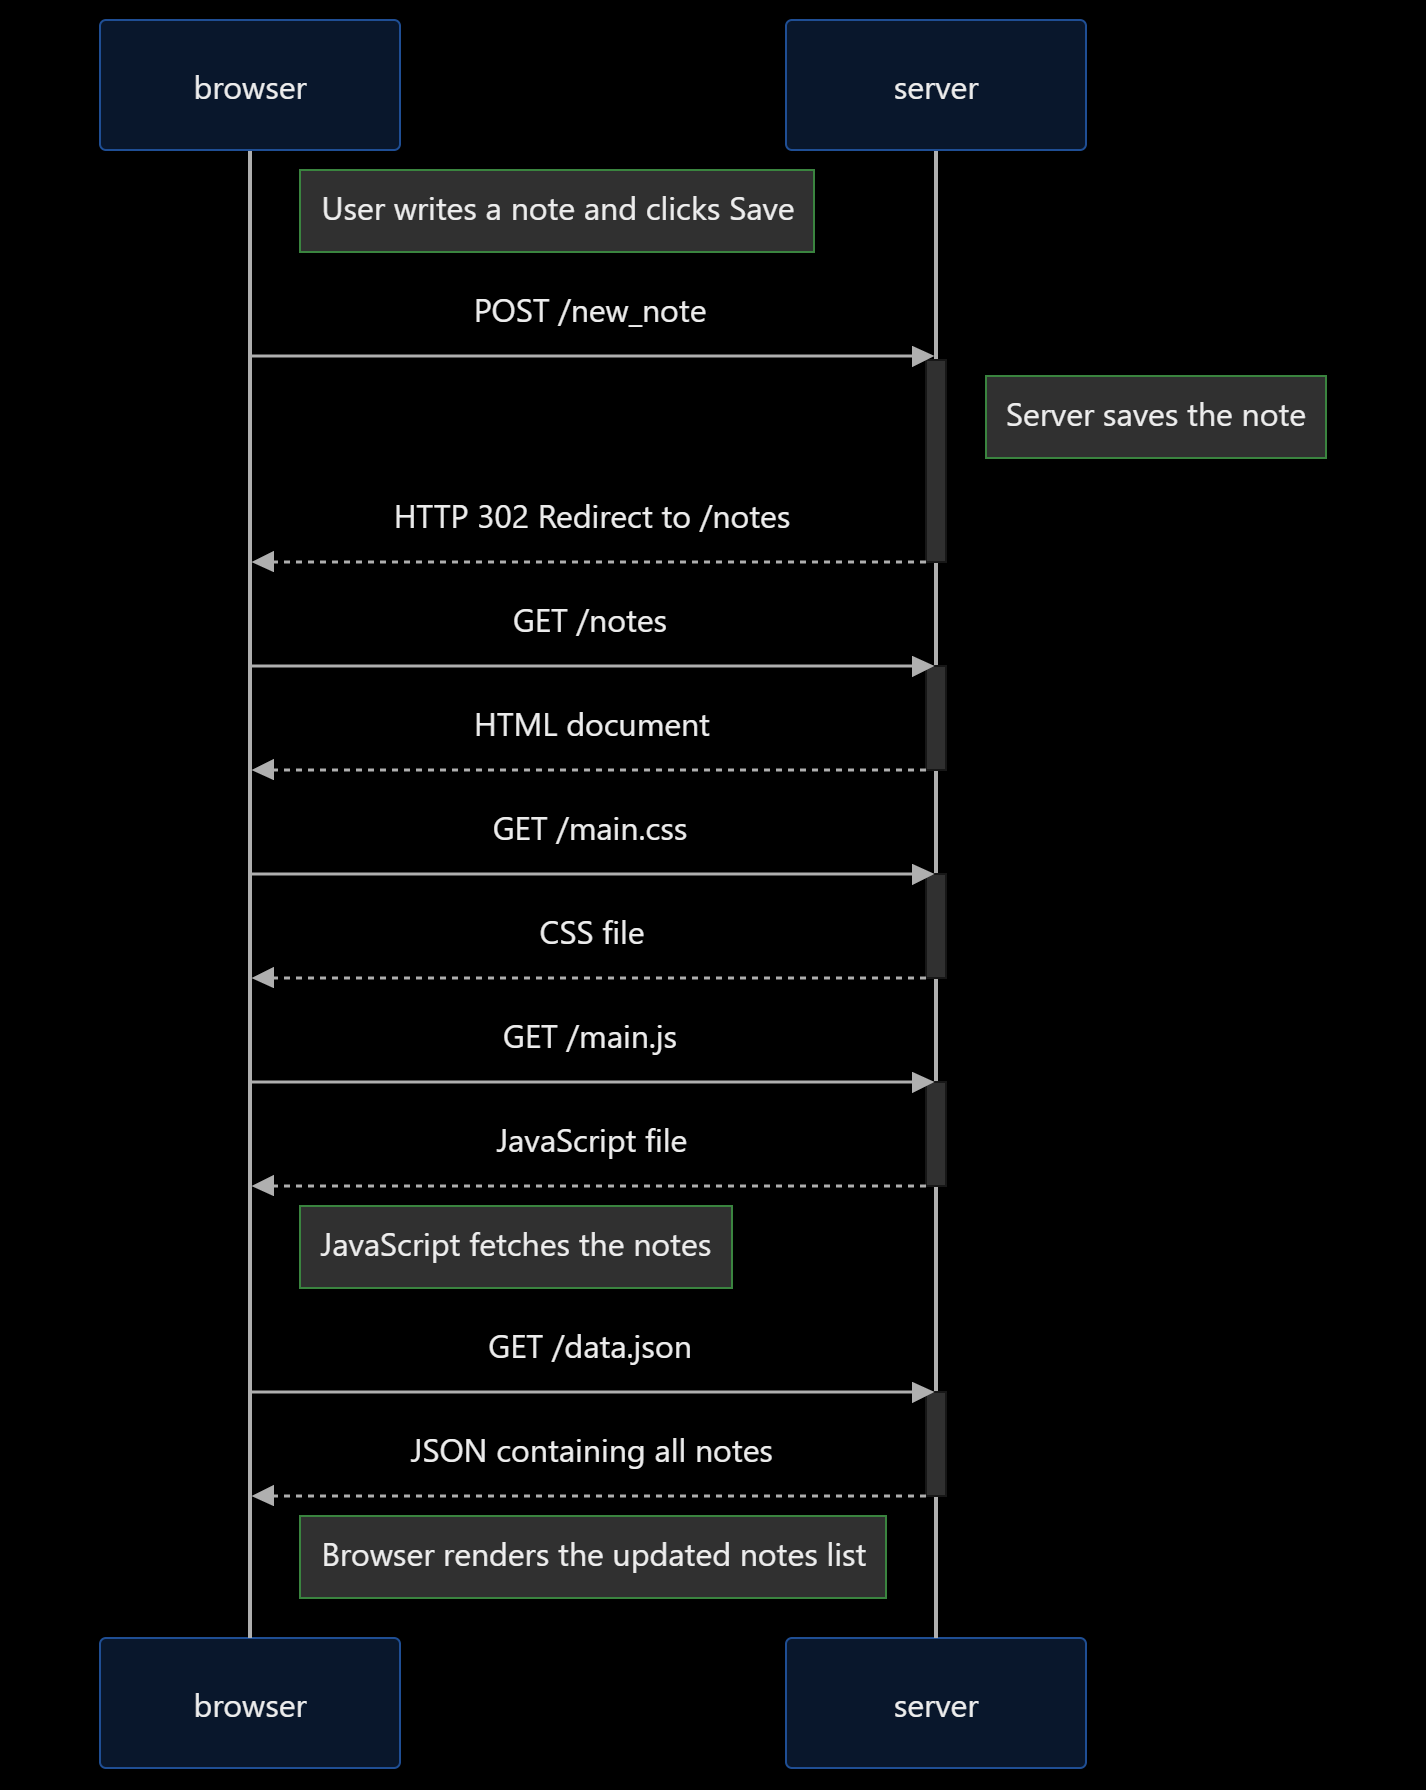 browser
server
User writes a note and clicks Save
POST /new_note
Server saves the note
HTTP 302 Redirect to /notes
GET /notes
HTML document
GET /main.css
CSS file
GET /main.js
JavaScript file
JavaScript fetches the notes
GET /data.json
JSON containing all notes
Browser renders the updated notes list
browser
server